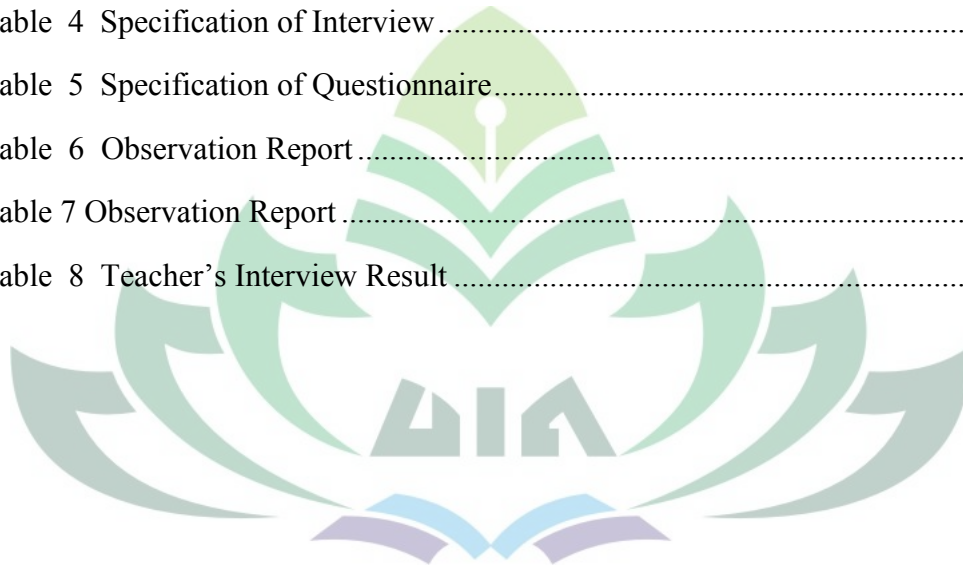 able 4 Specification of Interview....................................................................
able 5 Specification of Questionnaire.............................................................
able 6 Observation Report..............................................................................
able 7 Observation Report................................................................................
able 8 Teacher's Interview Result..................................................................
UIN